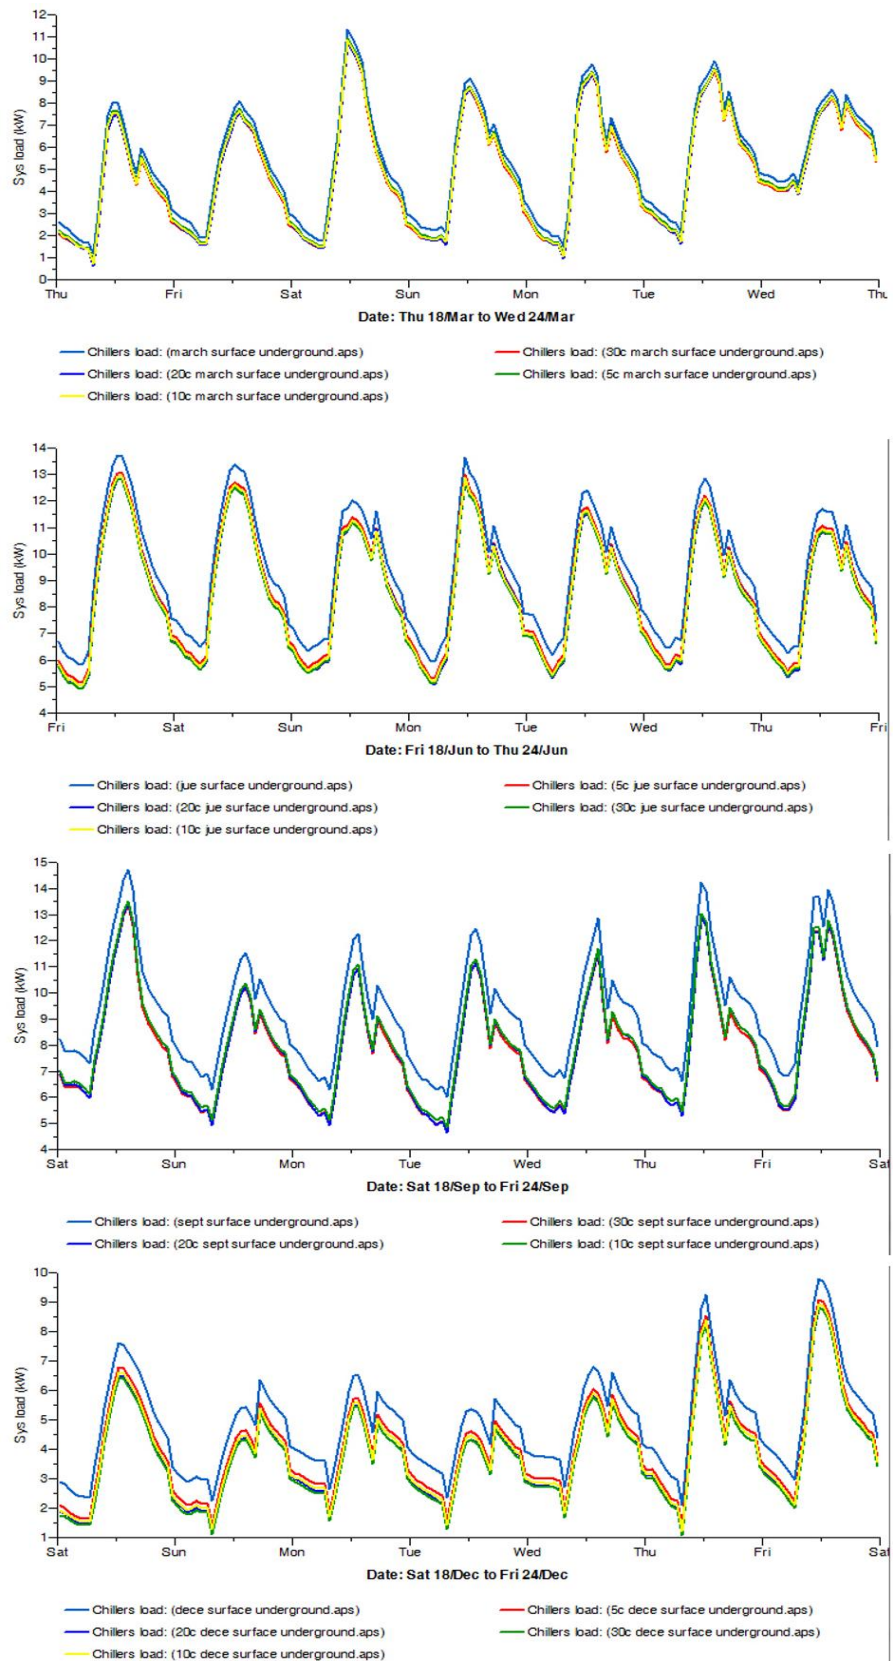 12
11
10
9
8
7
6
5
4
3
2
1
0
Sys load (kW)
Thu Fri Sat Sun Mon Tue Wed Thu
Date: Thu 18/Mar to Wed 24/Mar
Chillers load: (march surface underground.aps) Chillers load: (30c march surface underground.aps)
Chillers load: (20c march surface underground.aps) Chillers load: (5c march surface underground.aps)
Chillers load: (10c march surface underground.aps)
14
13
12
11
10
9
8
7
6
5
4
Sys load (kW)
Fri Sat Sun Mon Tue Wed Thu Fri
Date: Fri 18/Jun to Thu 24/Jun
Chillers load: (jue surface underground.aps) Chillers load: (5c jue surface underground.aps)
Chillers load: (20c jue surface underground.aps) Chillers load: (30c jue surface underground.aps)
Chillers load: (10c jue surface underground.aps)
15
14
13
12
11
10
9
8
7
6
5
4
Sys load (kW)
Sat Sun Mon Tue Wed Thu Fri Sat
Date: Sat 18/Sep to Fri 24/Sep
Chillers load: (sept surface underground.aps) Chillers load: (30c sept surface underground.aps)
Chillers load: (20c sept surface underground.aps) Chillers load: (10c sept surface underground.aps)
10
9
8
7
6
5
4
3
2
1
Sys load (kW)
Sat Sun Mon Tue Wed Thu Fri Sat
Date: Sat 18/Dec to Fri 24/Dec
Chillers load: (dece surface underground.aps) Chillers load: (5c dece surface underground.aps)
Chillers load: (20c dece surface underground.aps) Chillers load: (30c dece surface underground.aps)
Chillers load: (10c dece surface underground.aps)